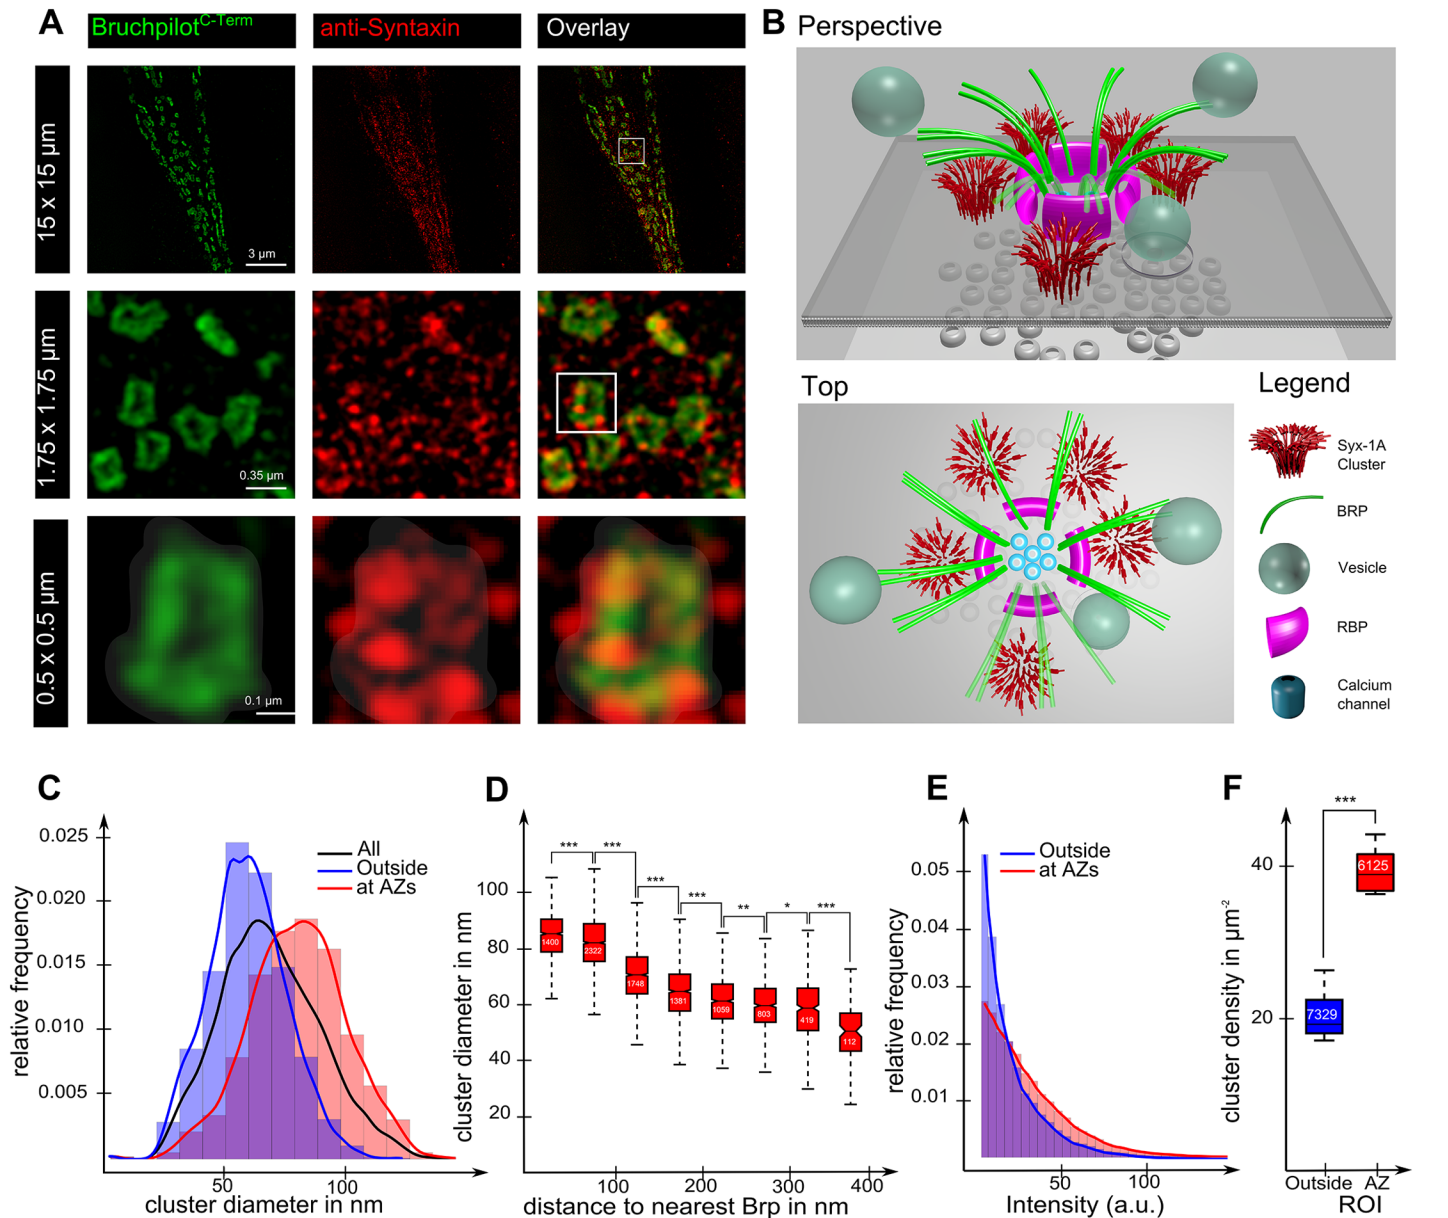 A
Bruchpilot^C-Term
anti-Syntaxin
Overlay
15 x 15 µm
3 µm
1.75 x 1.75 µm
0.35 µm
0.5 x 0.5 µm
0.1 µm
B Perspective
Top
Legend
Syx-1A
Cluster
BRP
Vesicle
RBP
Calcium
channel
C
relative frequency
0.025
0.020
0.015
0.010
0.005
All
Outside
at AZs
50
100
cluster diameter in nm
D
cluster diameter in nm
100
80
60
40
20
***
***
***
***
**
*
***
1400
2322
1748
1381
1059
803
419
112
100
200
300
400
distance to nearest Brp in nm
E
relative frequency
0.05
0.04
0.03
0.02
0.01
Outside
at AZs
50
100
Intensity (a.u.)
F
cluster density in µm⁻²
40
20
***
6125
7329
Outside
AZ
ROI